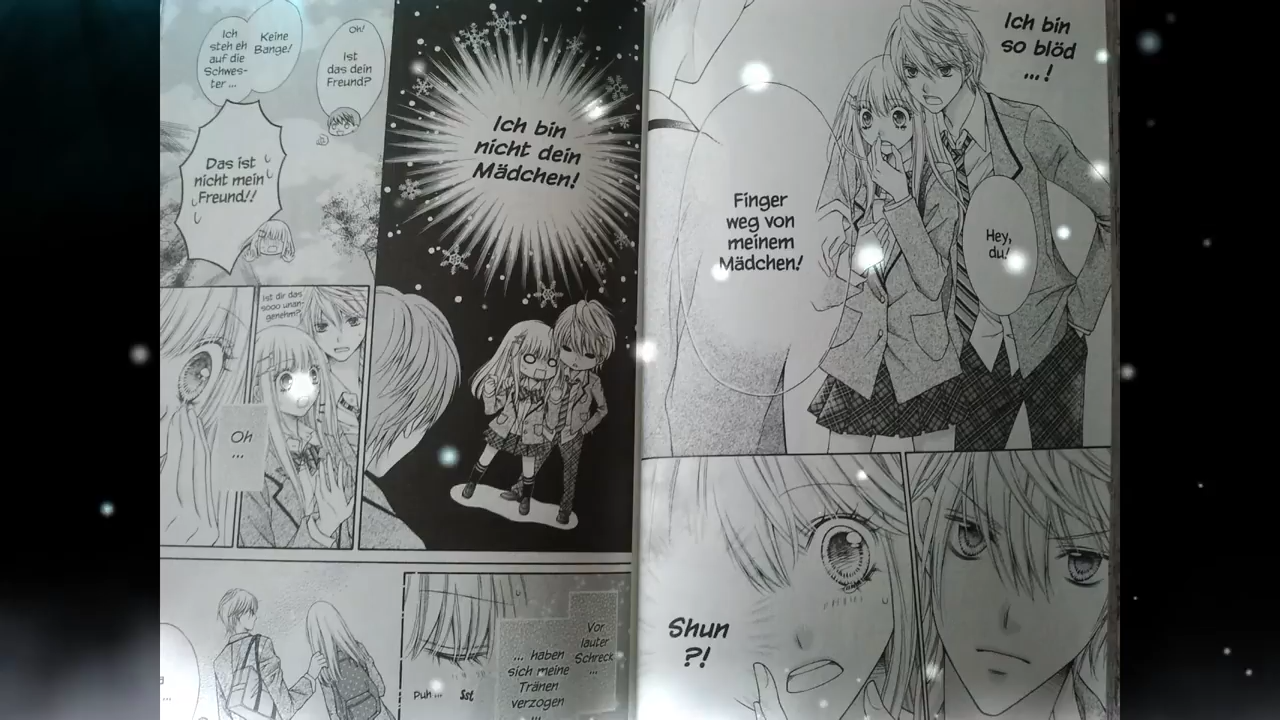 Ich bin
so blöd
...!
Hey,
du!
Finger
weg von
meinem
Mädchen!
Shun
?!
Ich bin
nicht dein
Mädchen!
Oh!
Ist
das dein
Freund?
Keine
Bange!
Ich
steh eh
auf die
Schwes-
ter ...
Das ist
nicht mein
Freund!!
Ist dir das
sooo unan-
genehm?
Oh
...
Vor
lauter
Schreck
...
... haben
sich meine
Tränen
verzogen
...
Puh ...
Sst